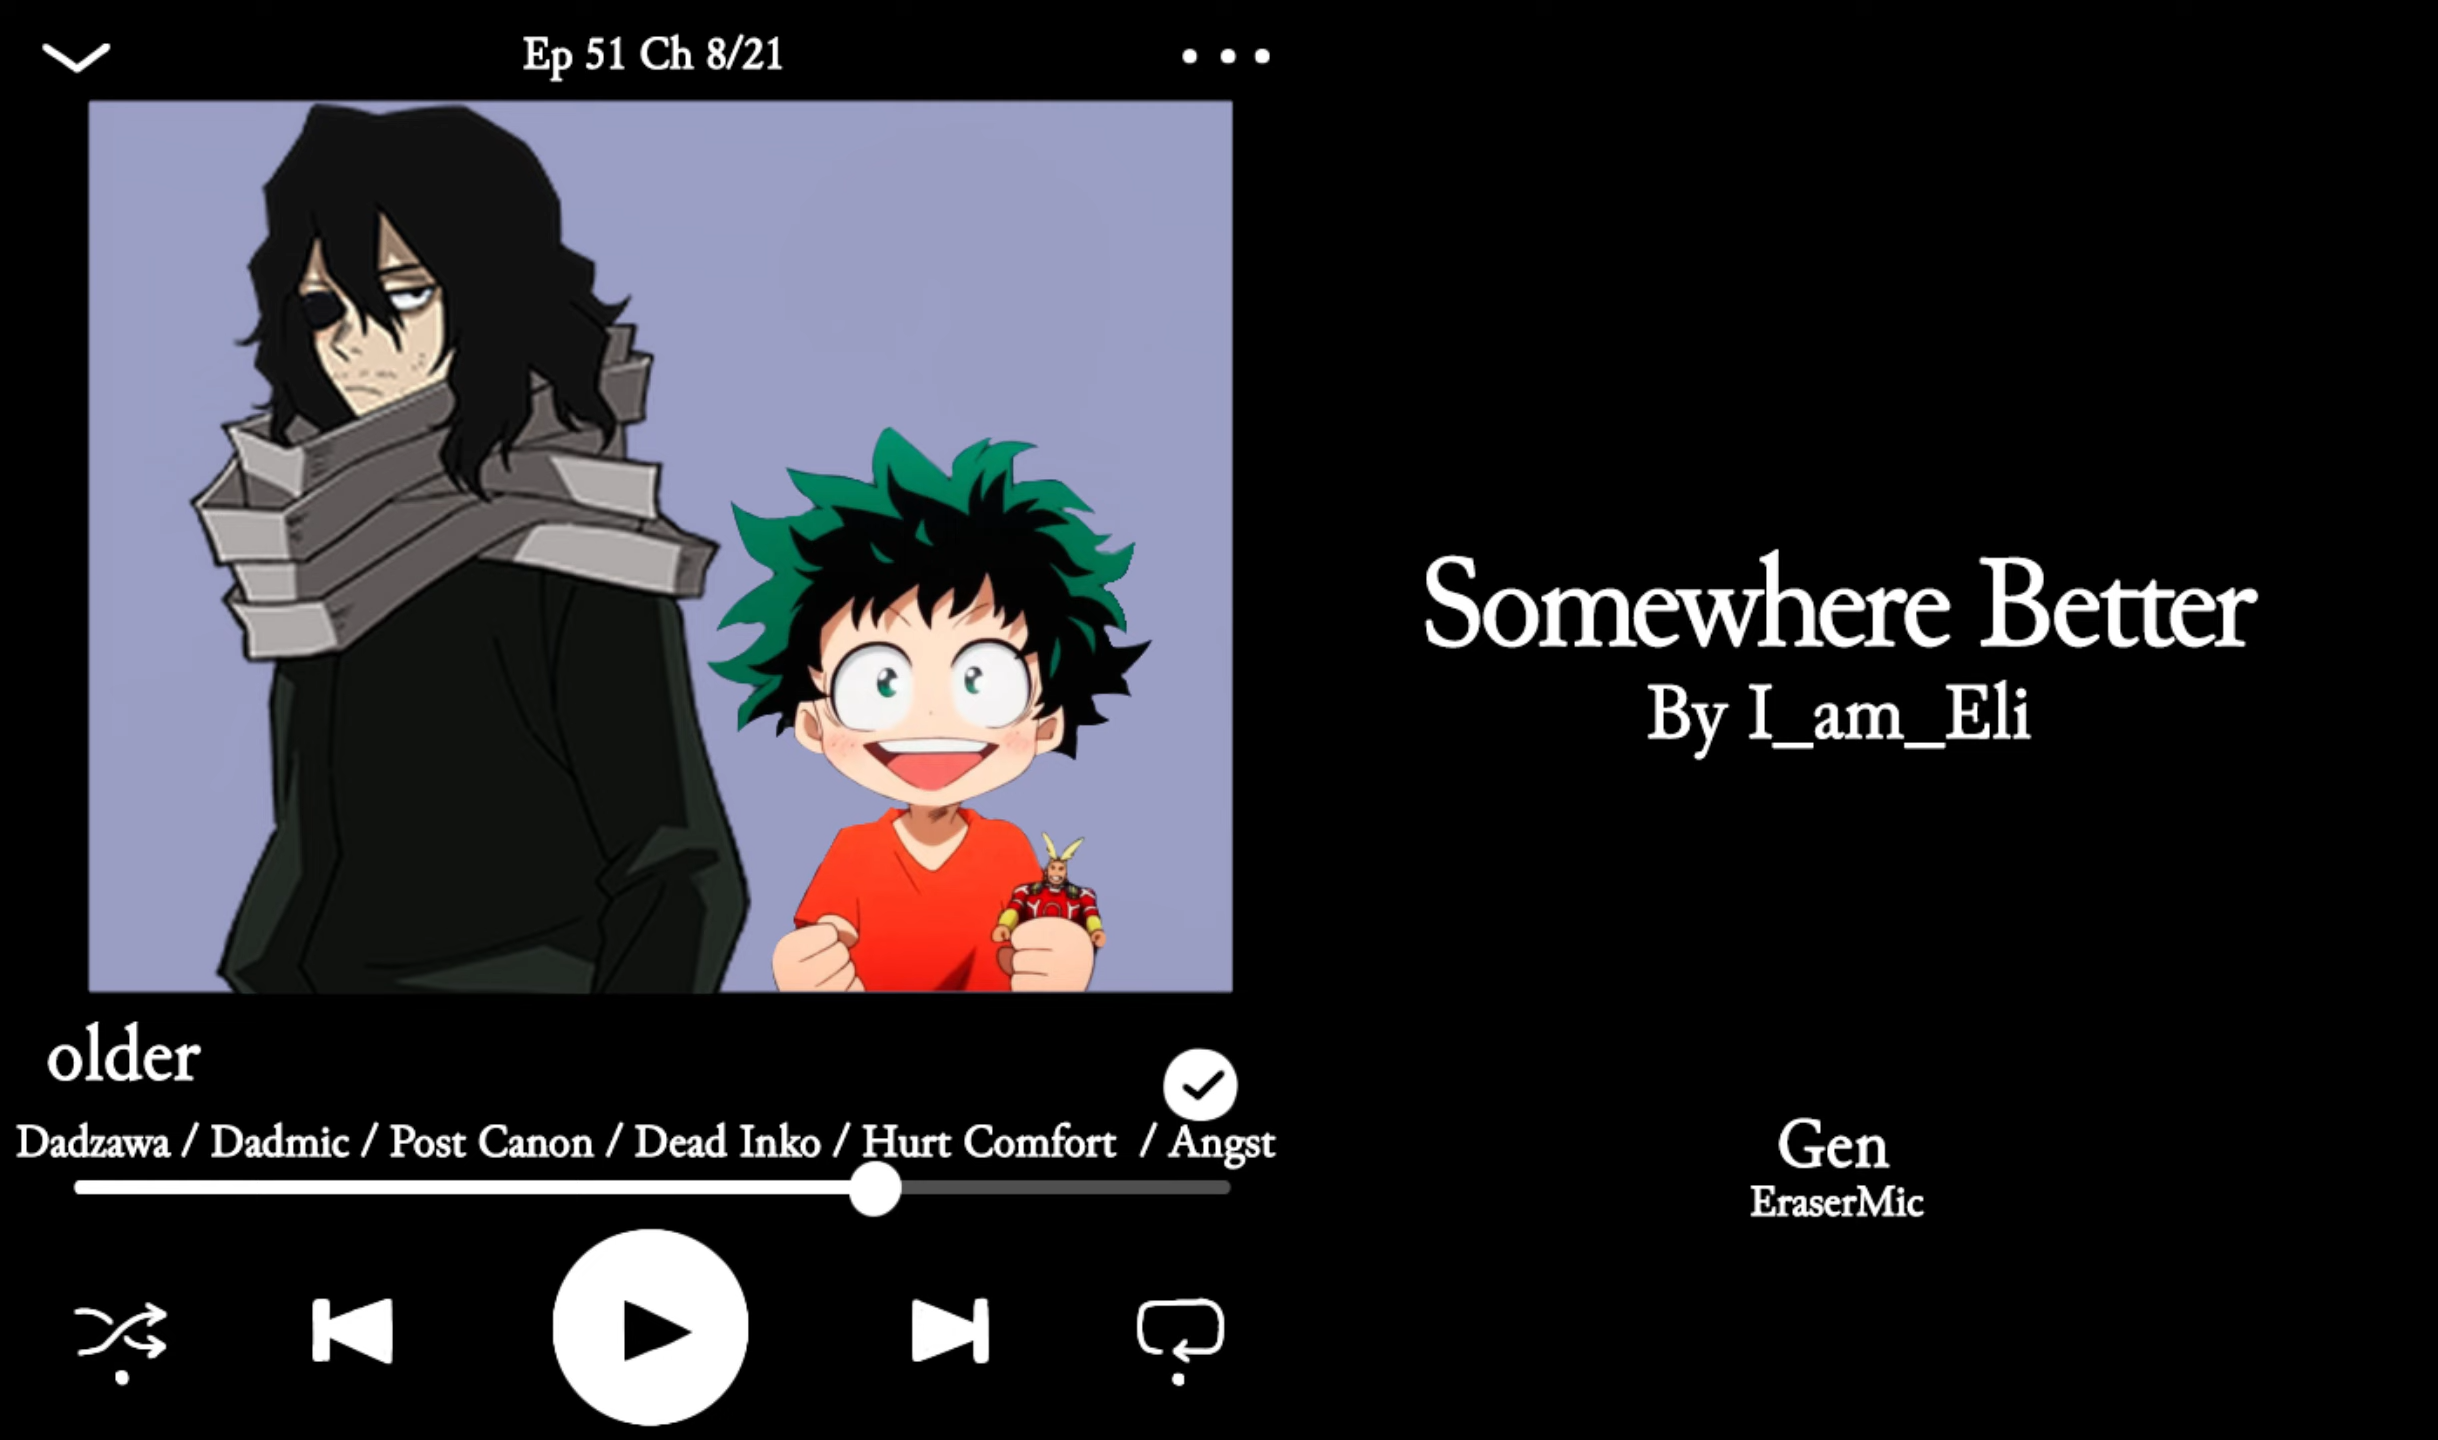 Ep 51 Ch 8/21
older
Dadzawa / Dadmic / Post Canon / Dead Inko / Hurt Comfort / Angst
Somewhere Better
By I_am_Eli
Gen
EraserMic